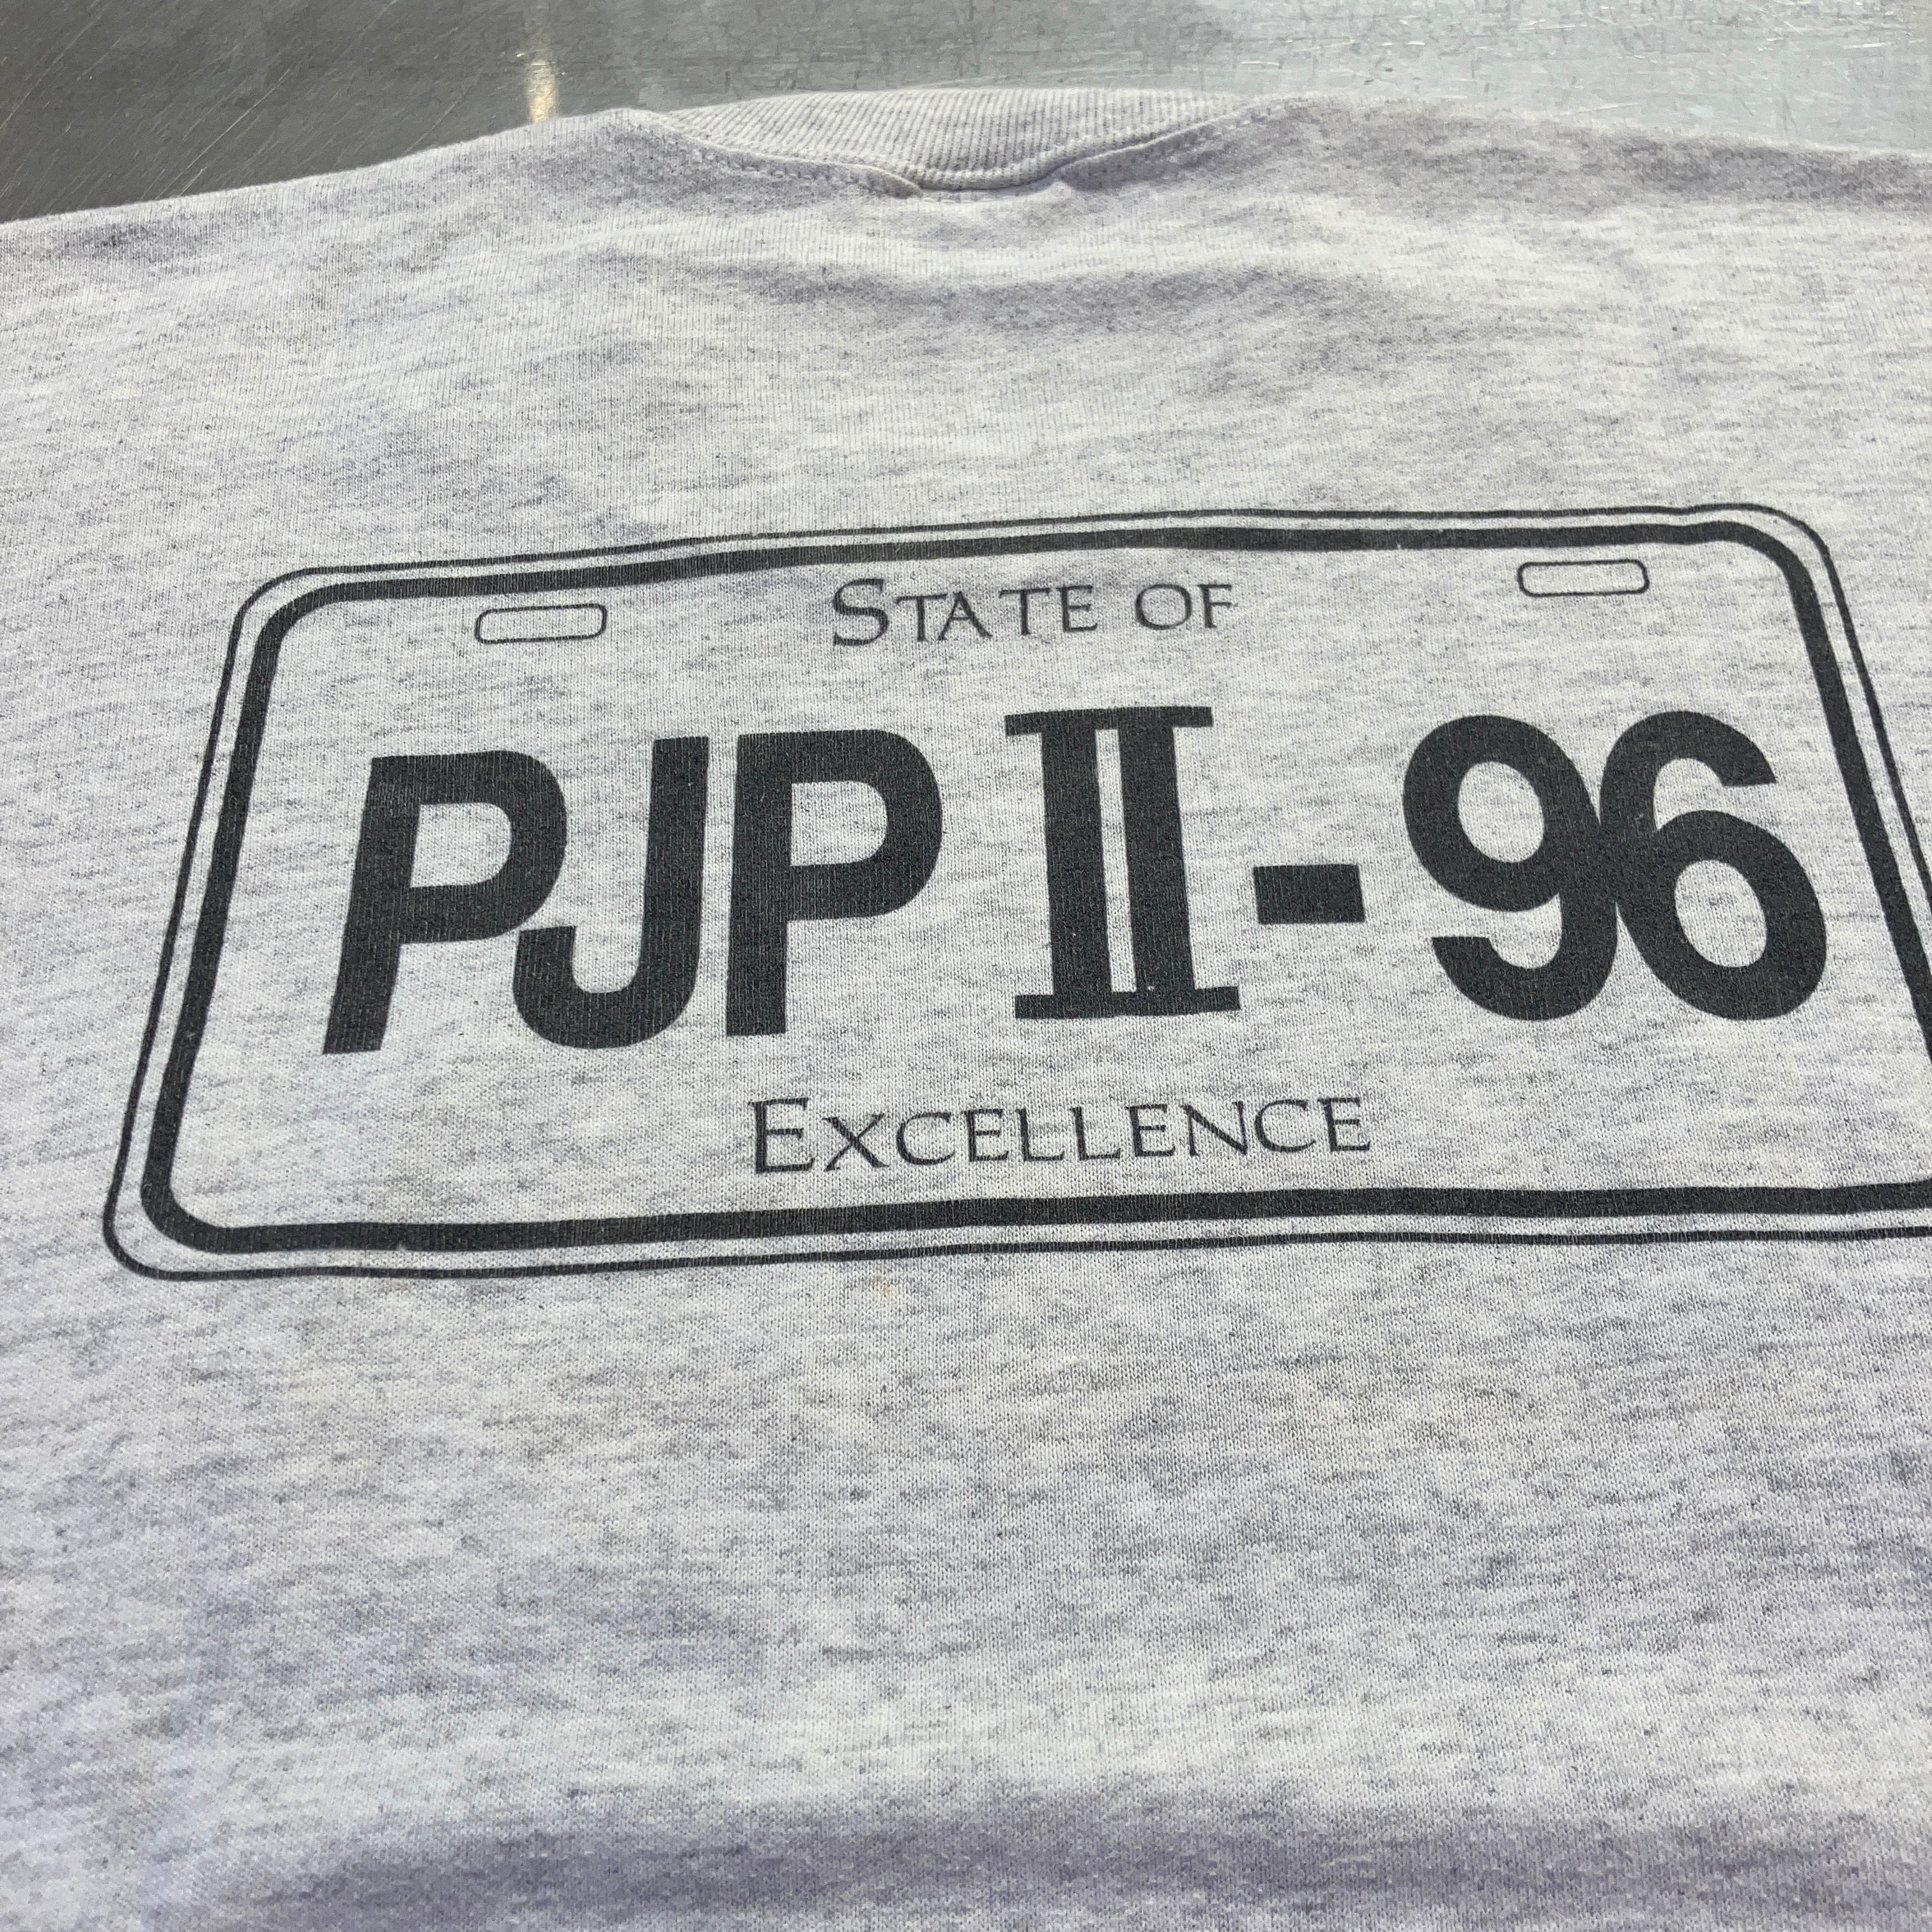 STATE OF
PJP II-96
EXCELLENCE